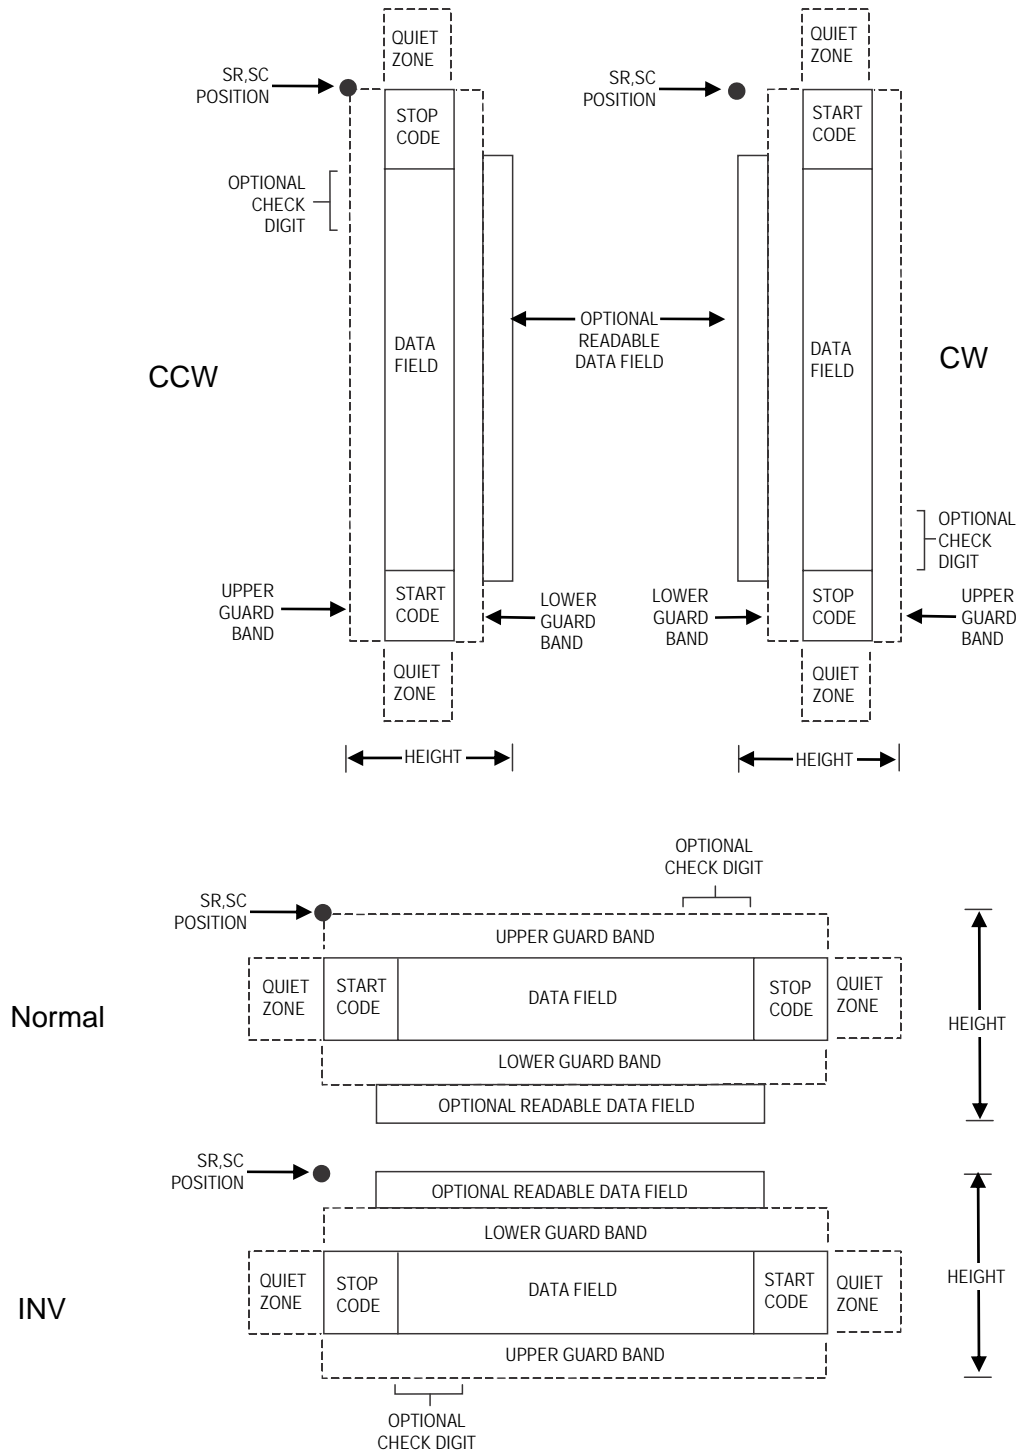 QUIET
ZONE
SR,SC
POSITION
STOP
CODE
OPTIONAL
CHECK
DIGIT
DATA
FIELD
CCW
UPPER
GUARD
BAND
START
CODE
LOWER
GUARD
BAND
QUIET
ZONE
HEIGHT
OPTIONAL
READABLE
DATA FIELD
QUIET
ZONE
SR,SC
POSITION
START
CODE
DATA
FIELD
CW
OPTIONAL
CHECK
DIGIT
LOWER
GUARD
BAND
STOP
CODE
UPPER
GUARD
BAND
QUIET
ZONE
HEIGHT
OPTIONAL
CHECK DIGIT
SR,SC
POSITION
UPPER GUARD BAND
Normal
QUIET
ZONE
START
CODE
DATA FIELD
STOP
CODE
QUIET
ZONE
HEIGHT
LOWER GUARD BAND
OPTIONAL READABLE DATA FIELD
SR,SC
POSITION
OPTIONAL READABLE DATA FIELD
LOWER GUARD BAND
INV
QUIET
ZONE
STOP
CODE
DATA FIELD
START
CODE
QUIET
ZONE
HEIGHT
UPPER GUARD BAND
OPTIONAL
CHECK DIGIT